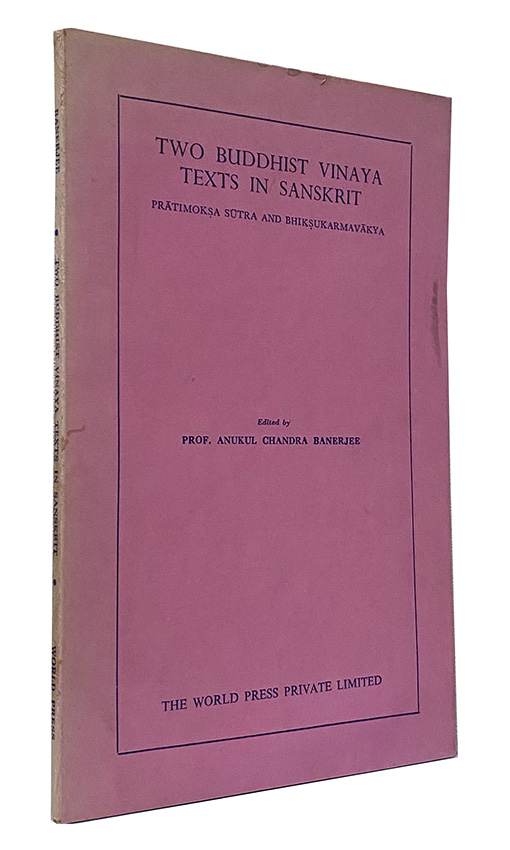 TWO BUDDHIST VINAYA
TEXTS IN SANSKRIT
PRĀTIMOKṢA SŪTRA AND BHIKṢUKARMAVĀKYA
Edited by
PROF. ANUKUL CHANDRA BANERJEE
THE WORLD PRESS PRIVATE LIMITED
BANERJEE • TWO BUDDHIST VINAYA TEXTS IN SANSKRIT • WORLD PRESS